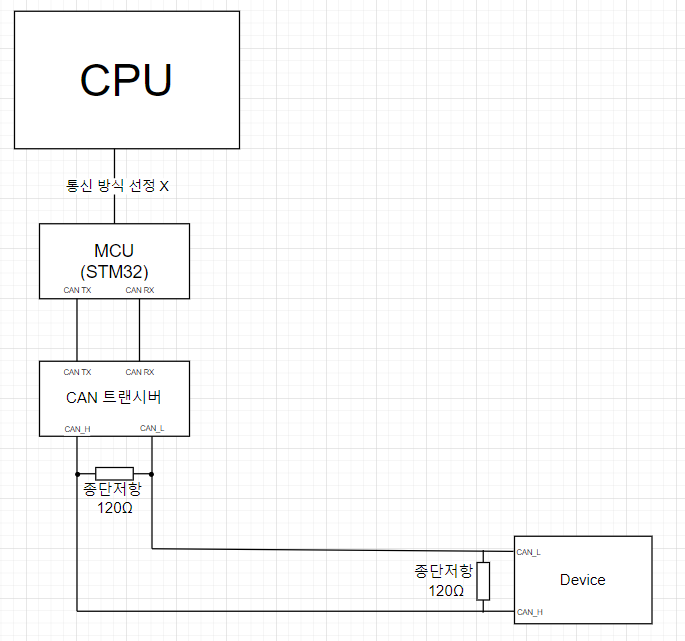 CPU
통신 방식 선정 X
MCU
(STM32)
CAN TX
CAN RX
CAN TX
CAN RX
CAN 트랜시버
CAN_H
CAN_L
종단저항
120Ω
종단저항
120Ω
CAN_L
Device
CAN_H